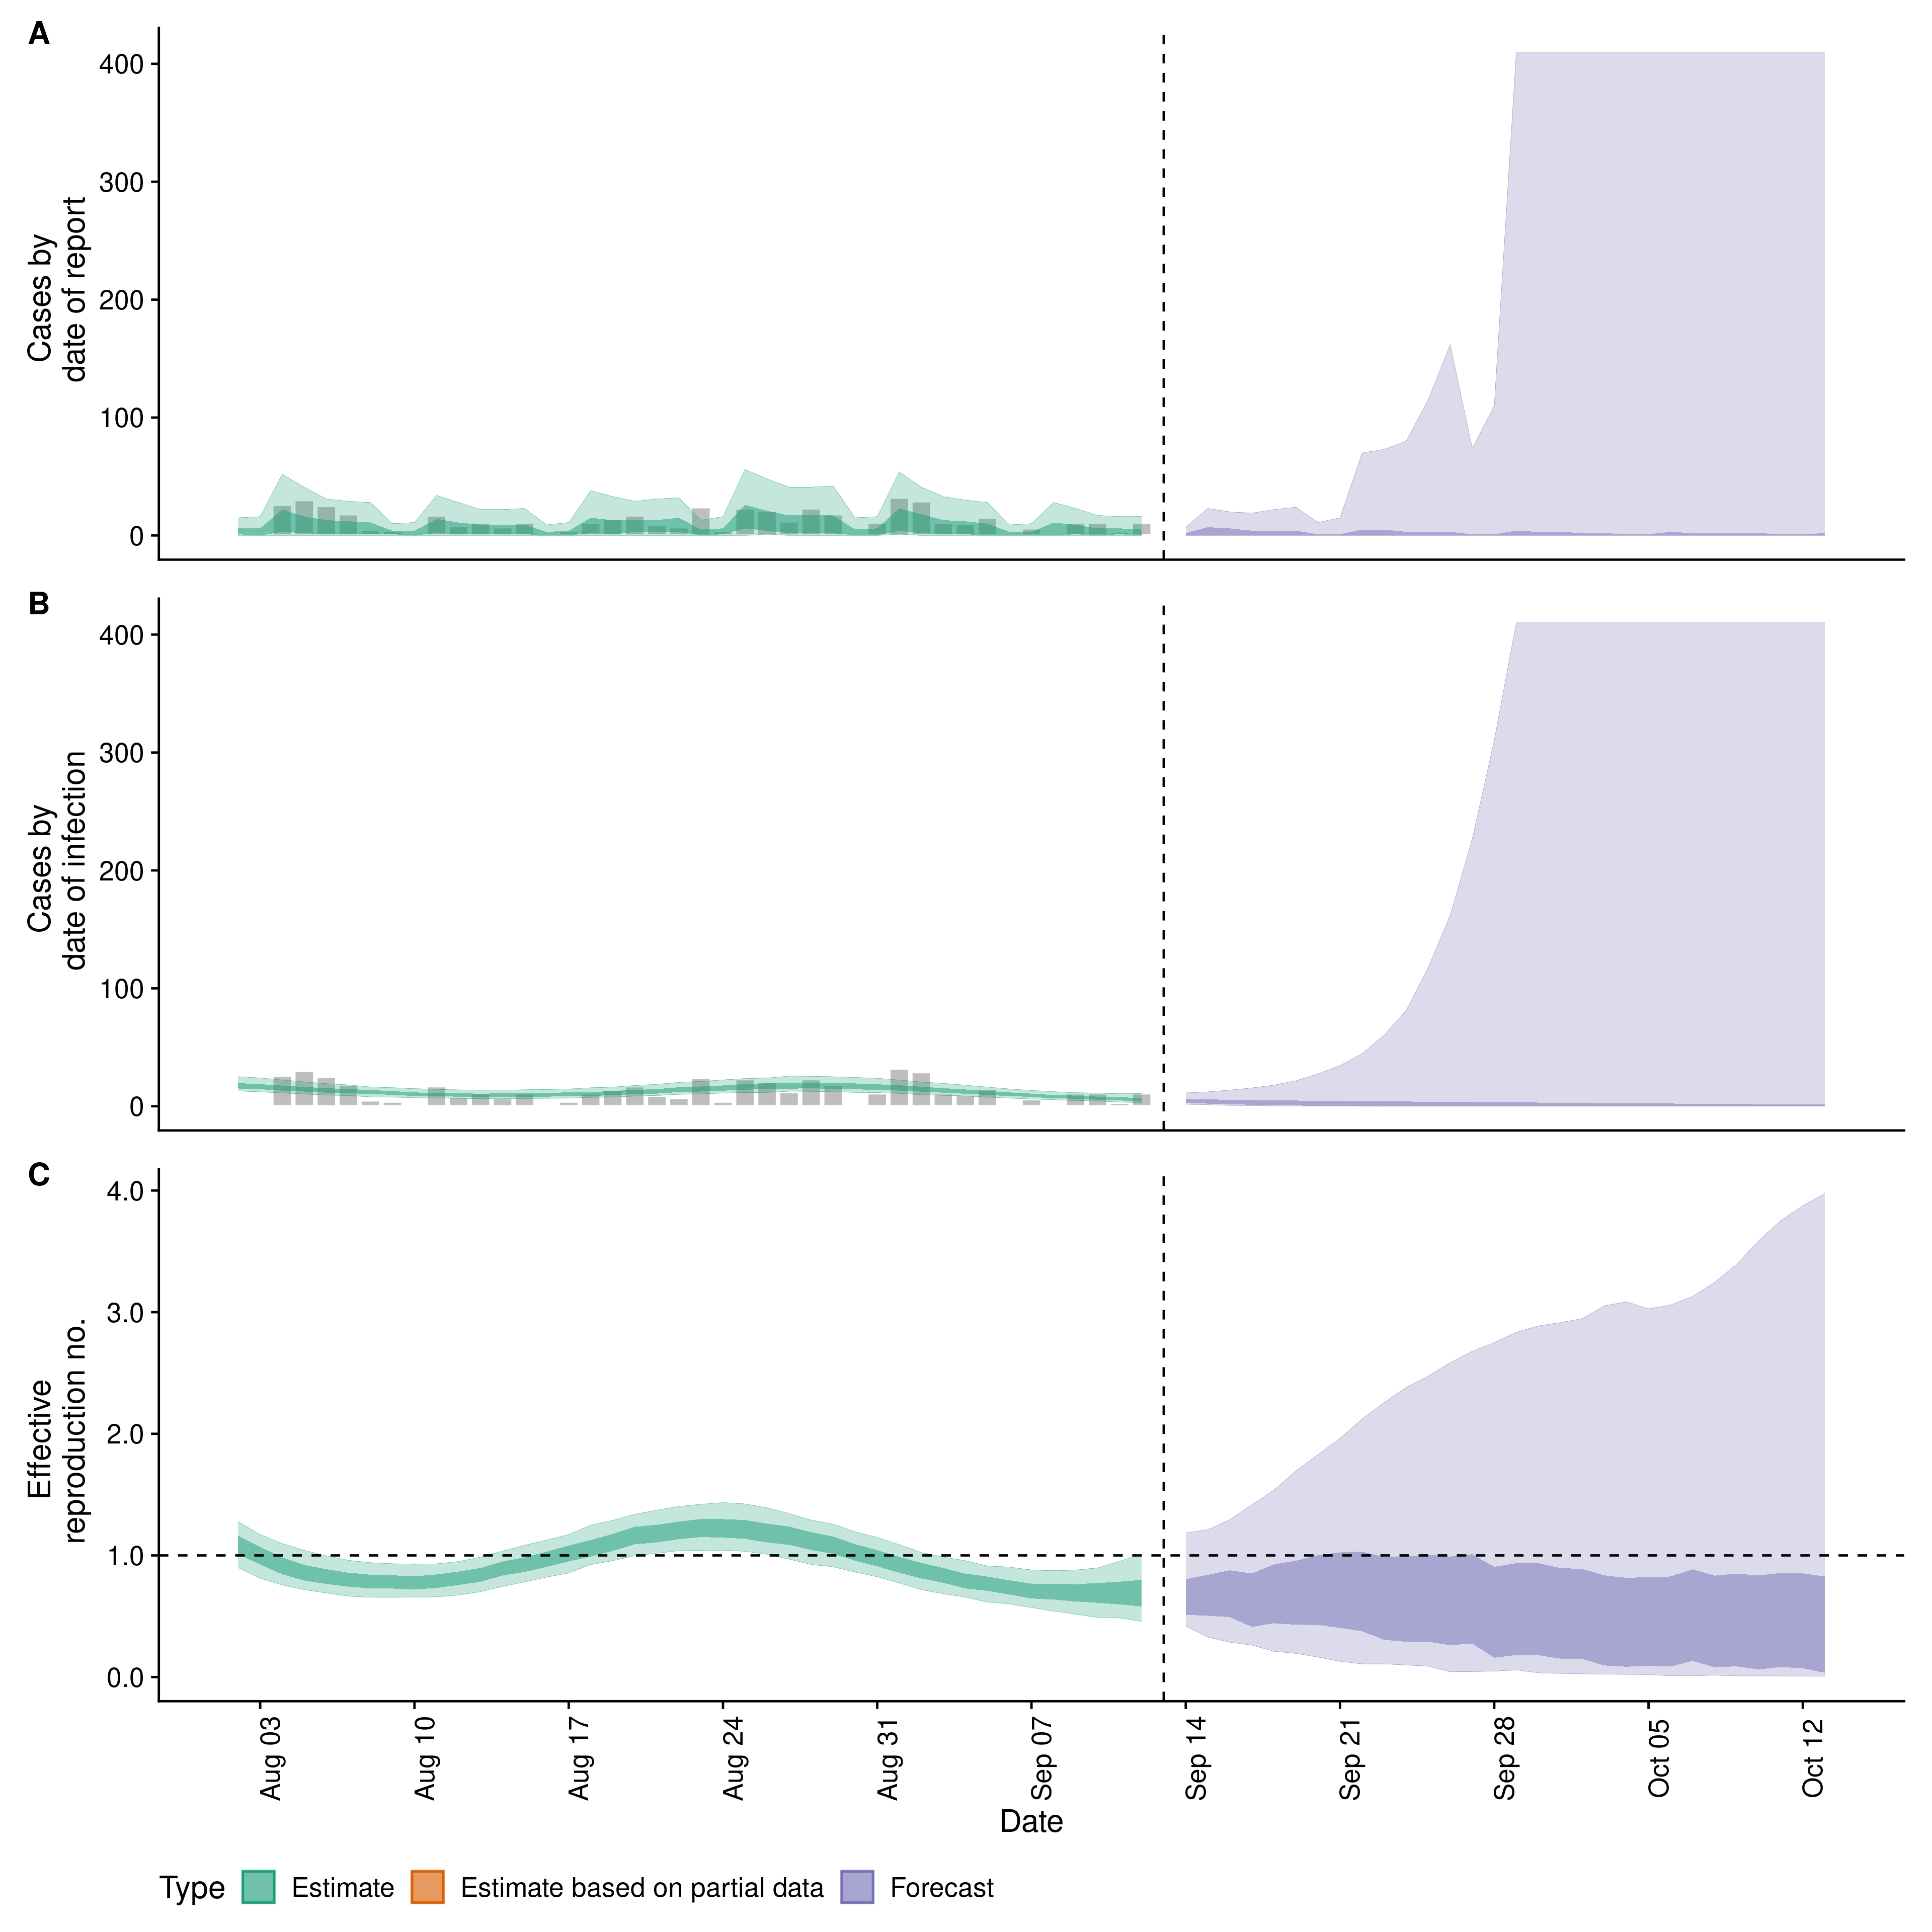 A
Cases by
date of report
400
300
200
100
0
B
Cases by
date of infection
400
300
200
100
0
C
Effective
reproduction no.
4.0
3.0
2.0
1.0
0.0
Aug 03
Aug 10
Aug 17
Aug 24
Aug 31
Sep 07
Sep 14
Sep 21
Sep 28
Oct 05
Oct 12
Date
Type Estimate Estimate based on partial data Forecast